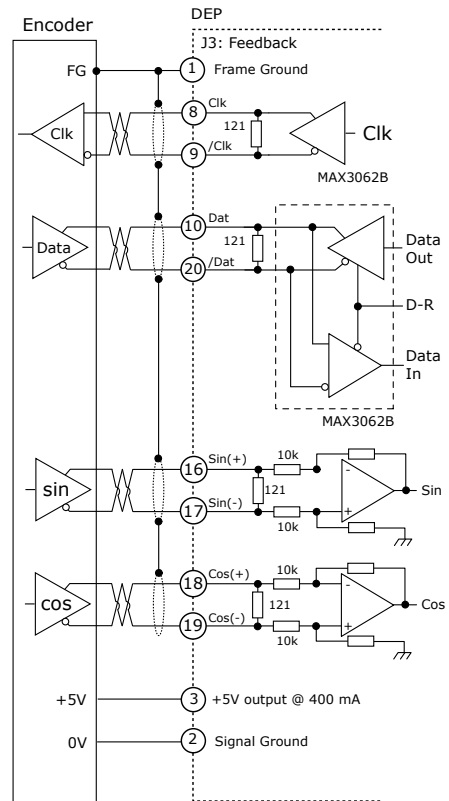 Encoder
DEP
J3: Feedback
FG
1
Frame Ground
Clk
8
Clk
121
Clk
9
/Clk
MAX3062B
Data
10
Dat
121
Data
Out
20
/Dat
D-R
Data
In
MAX3062B
sin
16
Sin(+)
10k
-
121
+
Sin
17
Sin(-)
10k
cos
18
Cos(+)
10k
-
121
+
Cos
19
Cos(-)
10k
+5V
3
+5V output @ 400 mA
0V
2
Signal Ground